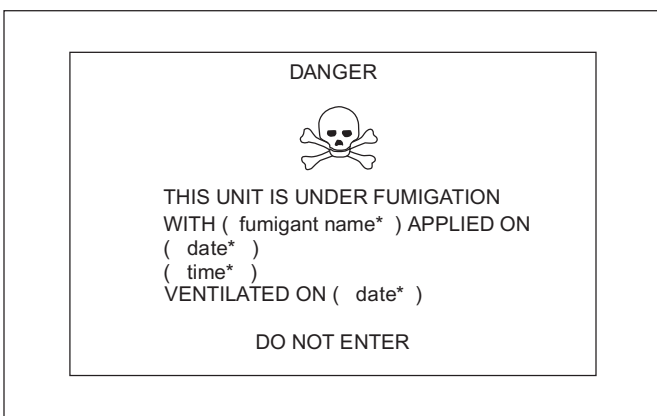 DANGER
THIS UNIT IS UNDER FUMIGATION
WITH ( fumigant name* ) APPLIED ON
( date* )
( time* )
VENTILATED ON ( date* )
DO NOT ENTER